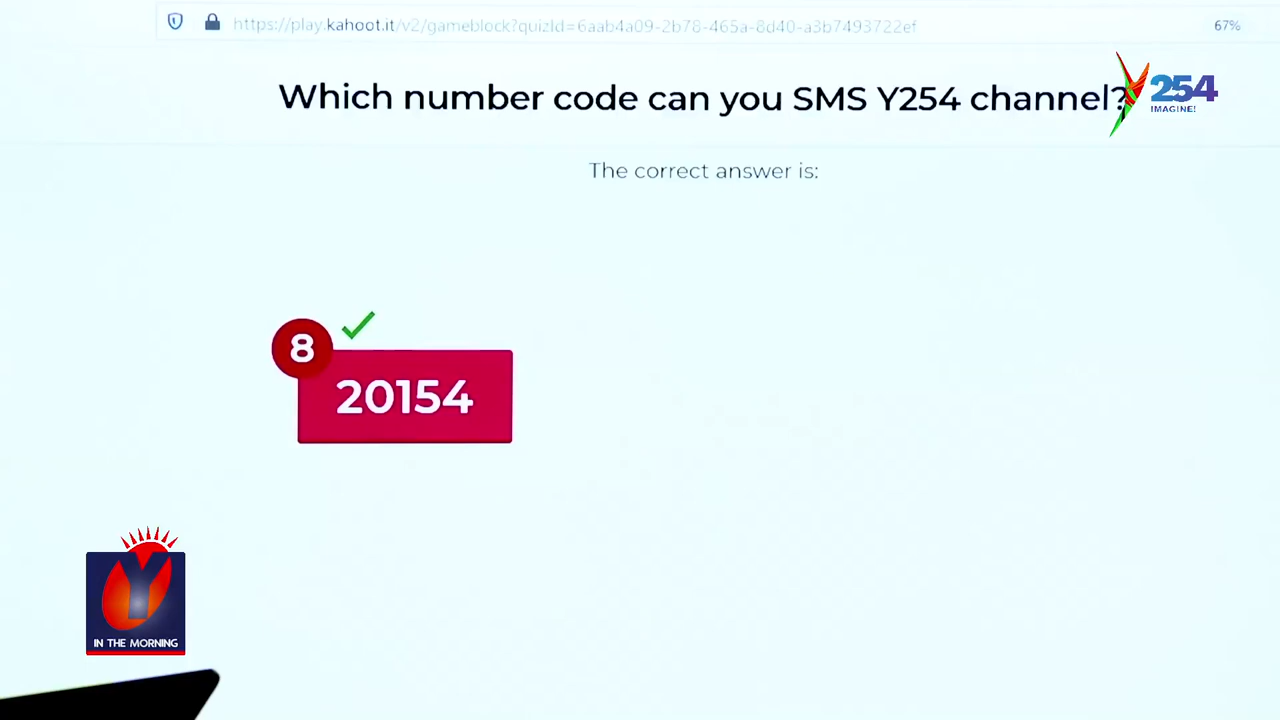 https://play.kahoot.it/v2/gameblock?quizId=6aab4a09-2b78-465a-8d40-a3b7493722ef
67%
Which number code can you SMS Y254 channel?
254
IMAGINE!
The correct answer is:
8
20154
Y
IN THE MORNING